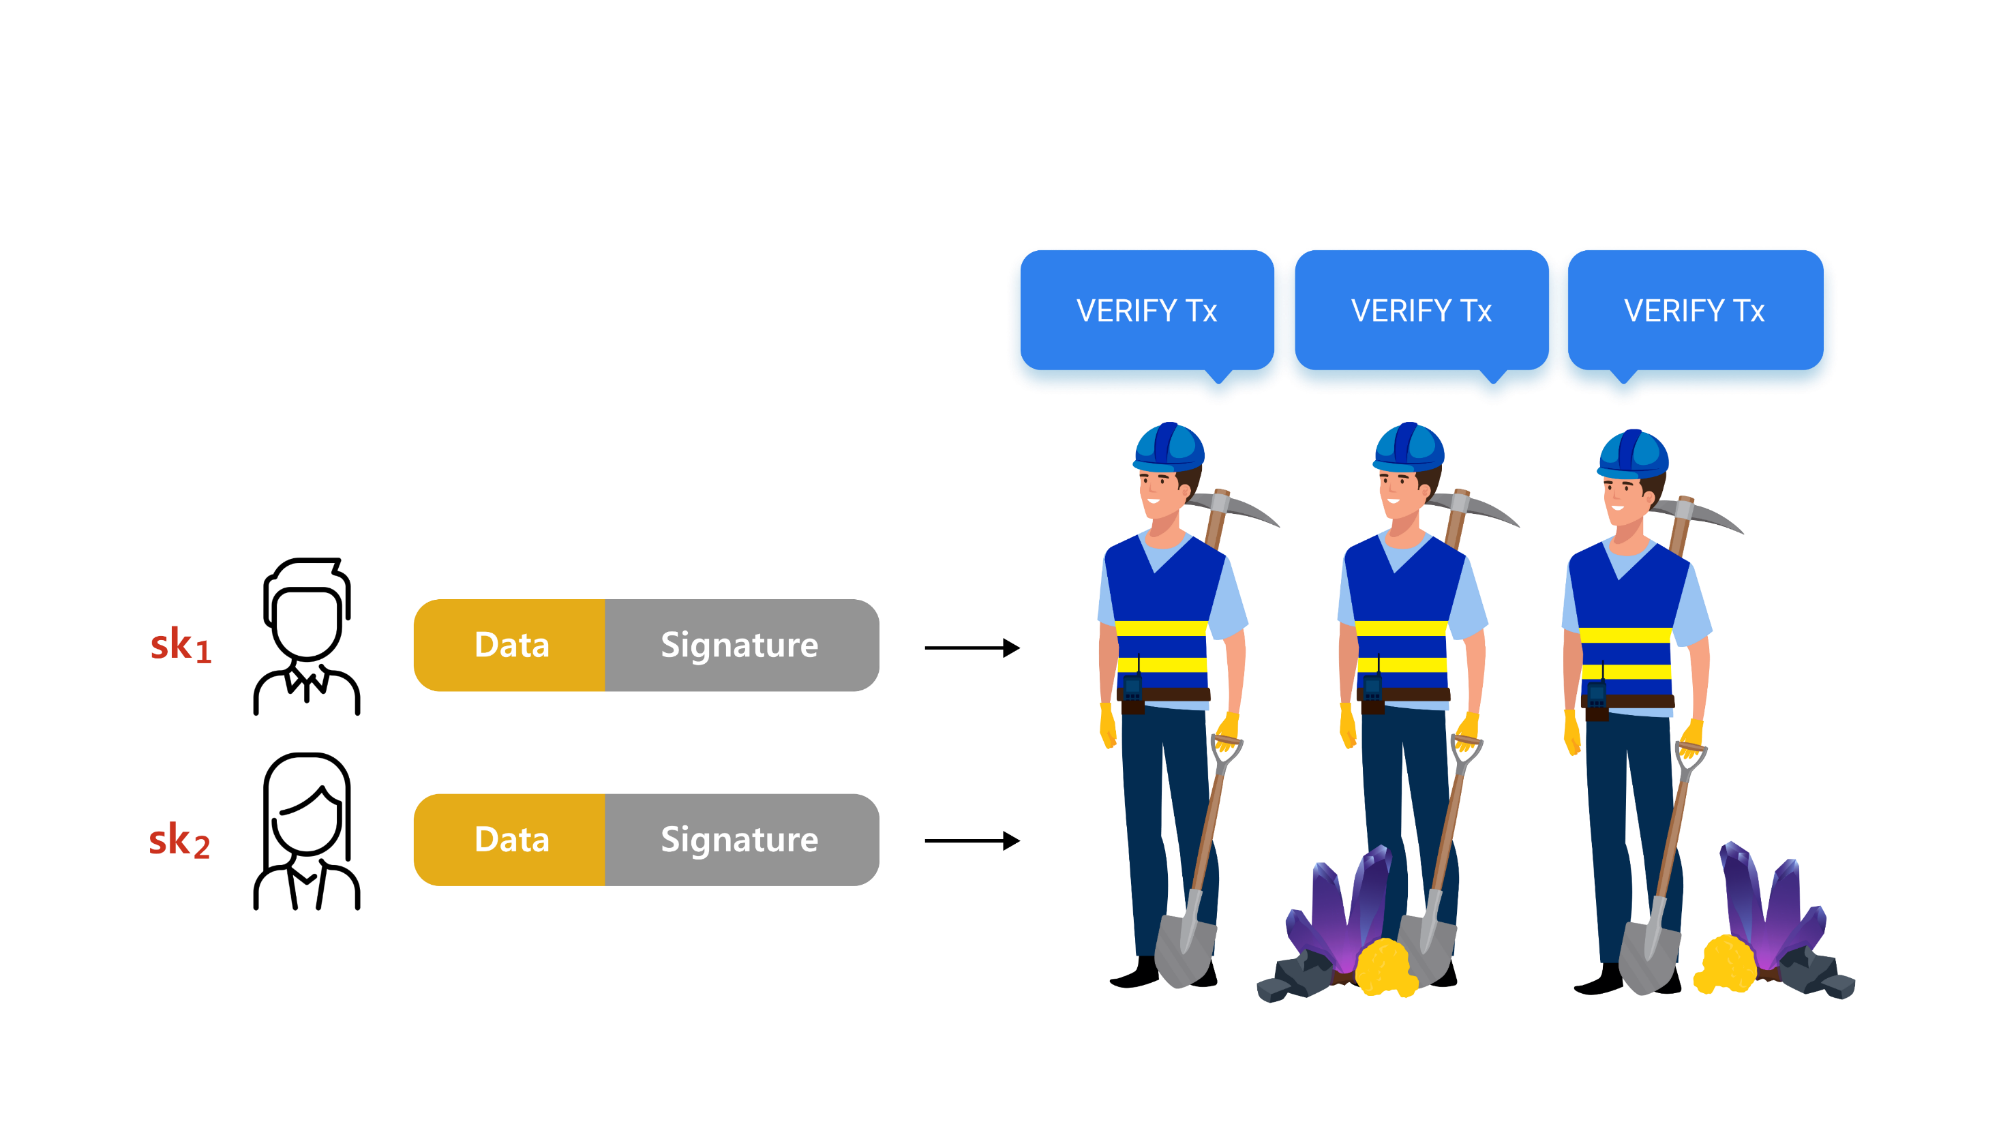 VERIFY Tx
VERIFY Tx
VERIFY Tx
sk1
Data
Signature
sk2
Data
Signature